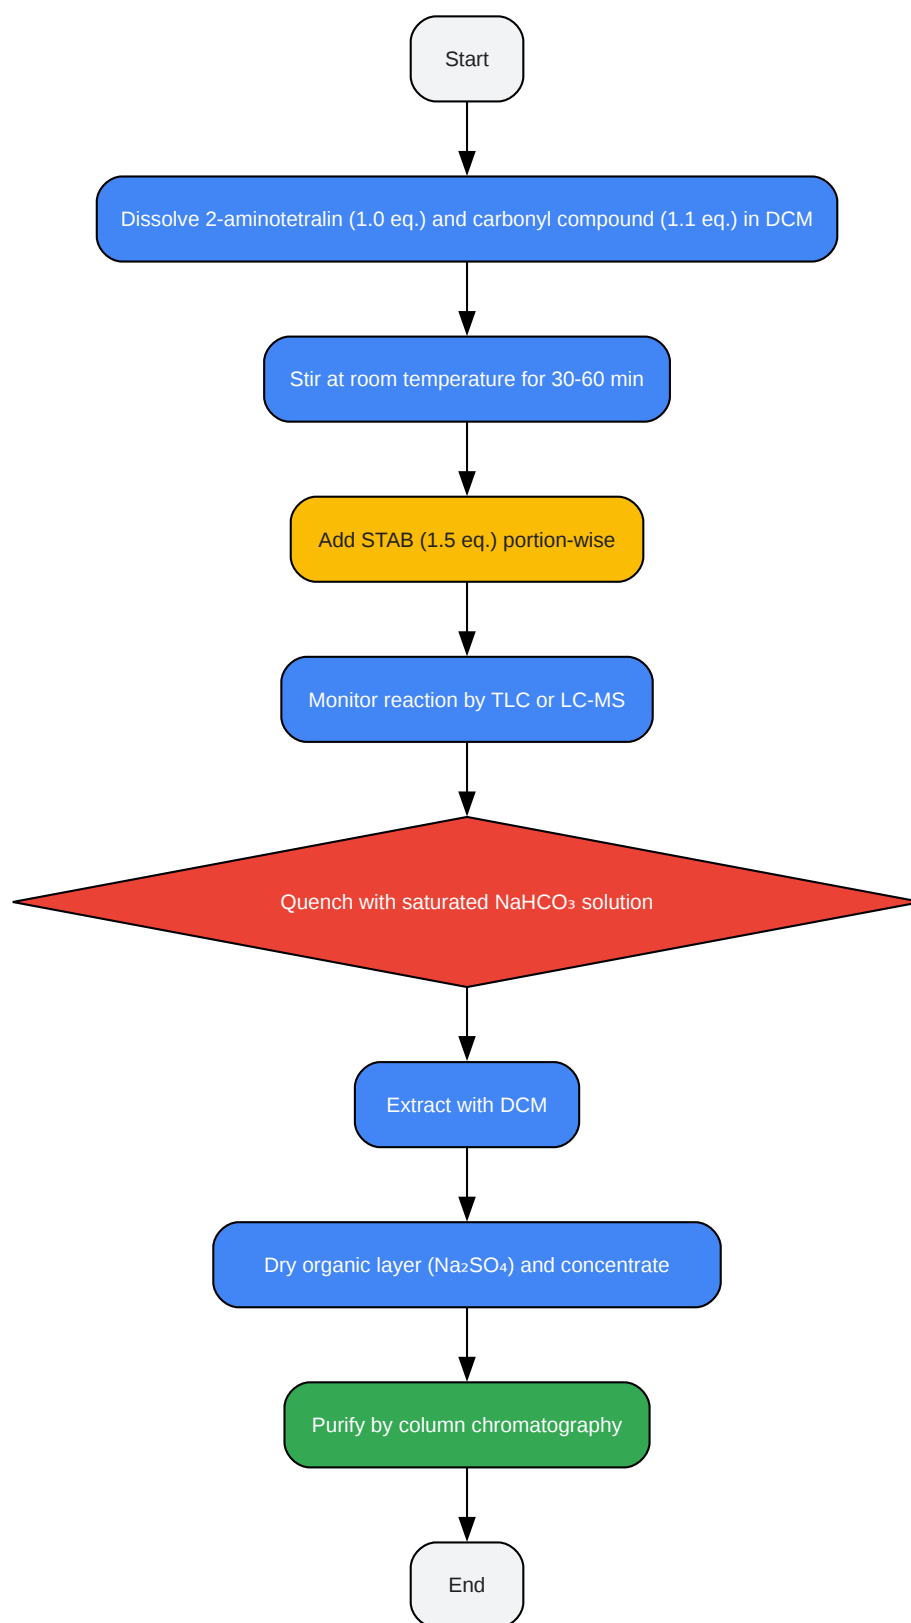 Start
Dissolve 2-aminotetralin (1.0 eq.) and carbonyl compound (1.1 eq.) in DCM
Stir at room temperature for 30-60 min
Add STAB (1.5 eq.) portion-wise
Monitor reaction by TLC or LC-MS
Quench with saturated NaHCO₃ solution
Extract with DCM
Dry organic layer (Na₂SO₄) and concentrate
Purify by column chromatography
End